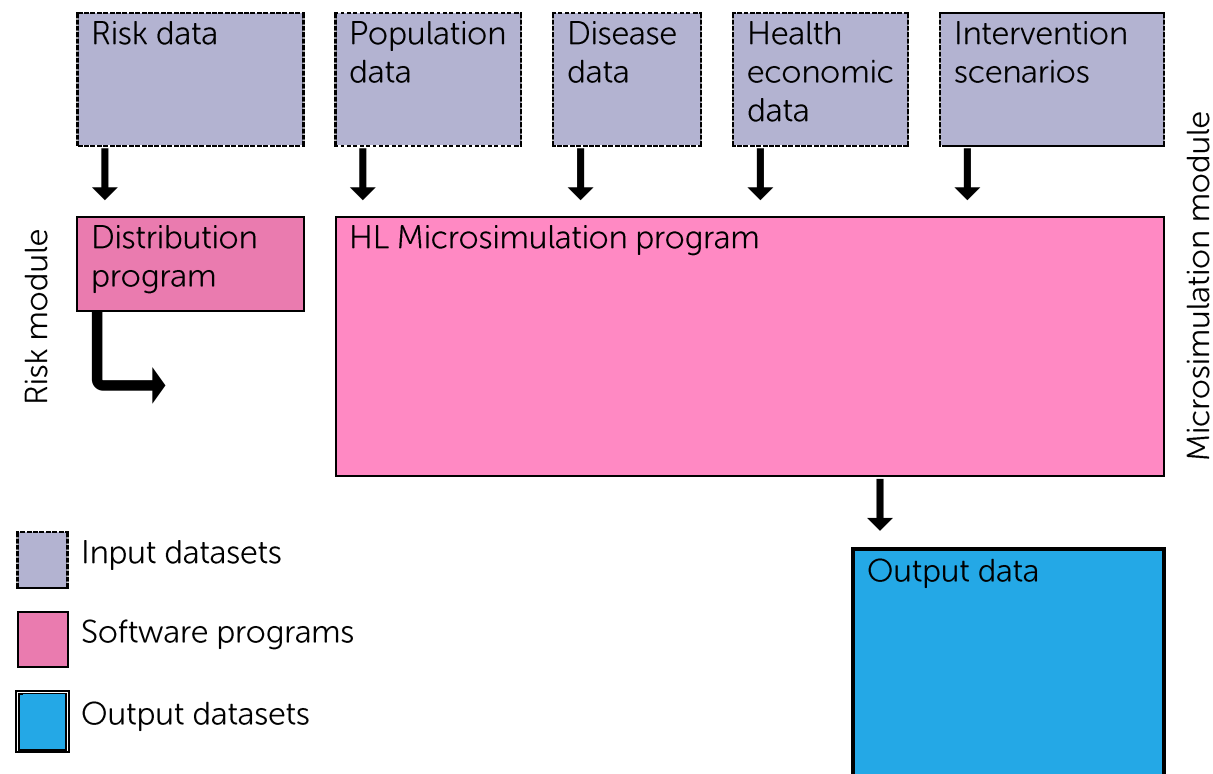 Risk data
Population
data
Disease
data
Health
economic
data
Intervention
scenarios
Risk module
Distribution
program
HL Microsimulation program
Microsimulation module
Input datasets
Software programs
Output datasets
Output data